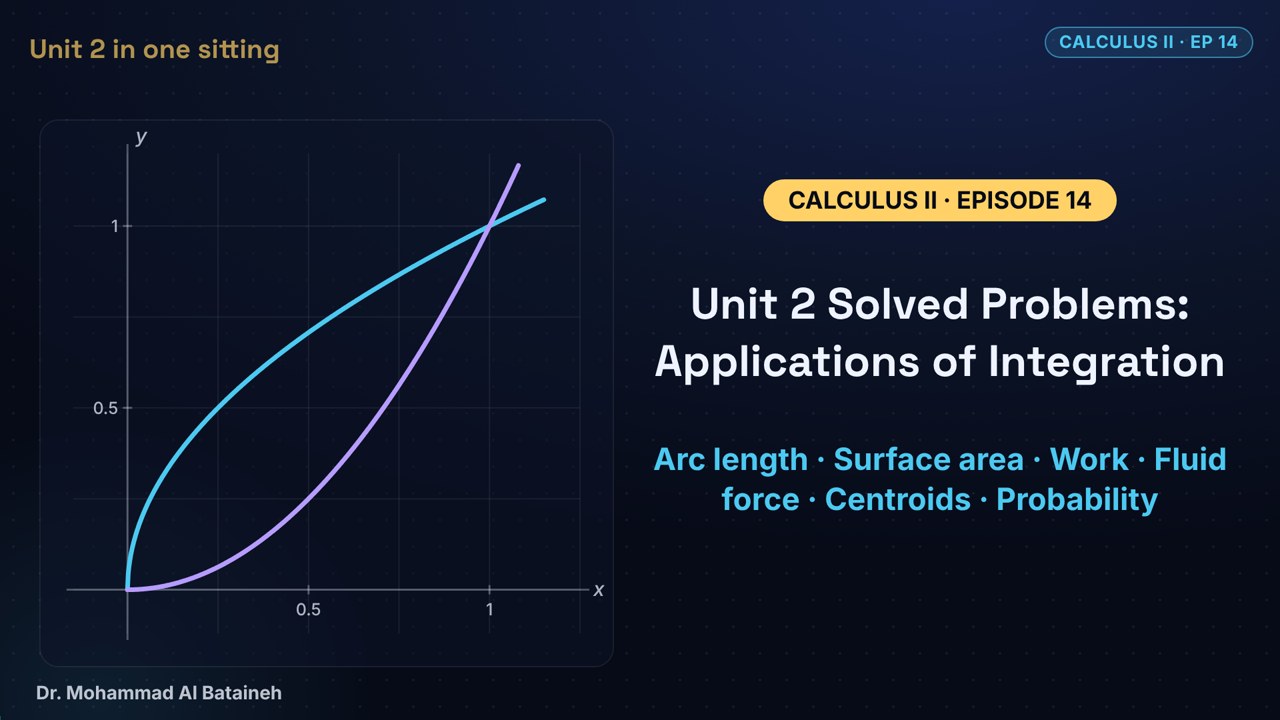 Unit 2 in one sitting
CALCULUS II · EP 14
y
1
0.5
0.5
1
x
CALCULUS II · EPISODE 14
Unit 2 Solved Problems:
Applications of Integration
Arc length · Surface area · Work · Fluid
force · Centroids · Probability
Dr. Mohammad Al Bataineh